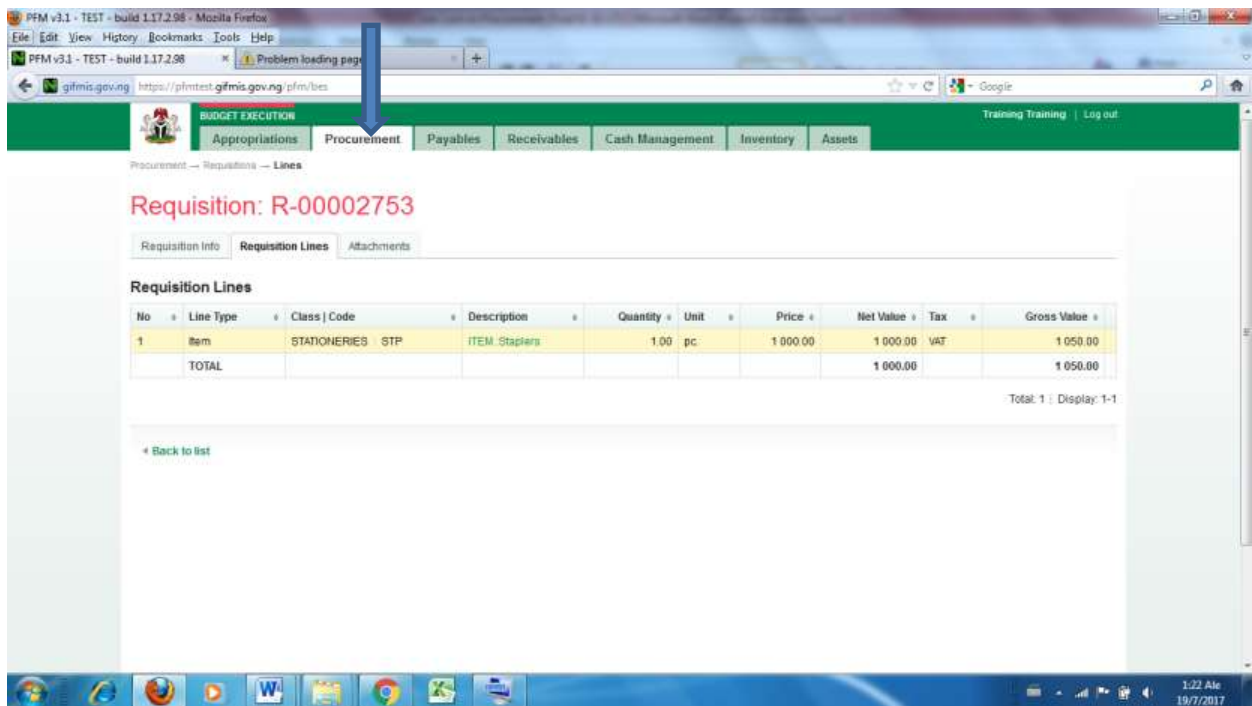 PFM v3.1 - TEST - build 1.17.2.98 - Mozilla Firefox
File Edit View History Bookmarks Tools Help
PFM v3.1 - TEST - build 1.17.2.98 Problem loading page
gifmis.gov.ng https://pfmtest.gifmis.gov.ng/pfm/bes Google
BUDGET EXECUTION Training Training | Log out
Appropriations Procurement Payables Receivables Cash Management Inventory Assets
Procurement → Requisitions → Lines
Requisition: R-00002753
Requisition Info Requisition Lines Attachments
Requisition Lines
No Line Type Class | Code Description Quantity Unit Price Net Value Tax Gross Value
1 Item STATIONERIES STP ITEM Staplers 1.00 pc. 1 000.00 1 000.00 VAT 1 050.00
TOTAL 1 000.00 1 050.00
Total: 1 | Display: 1-1
Back to list
1:22 Ale
19/7/2017